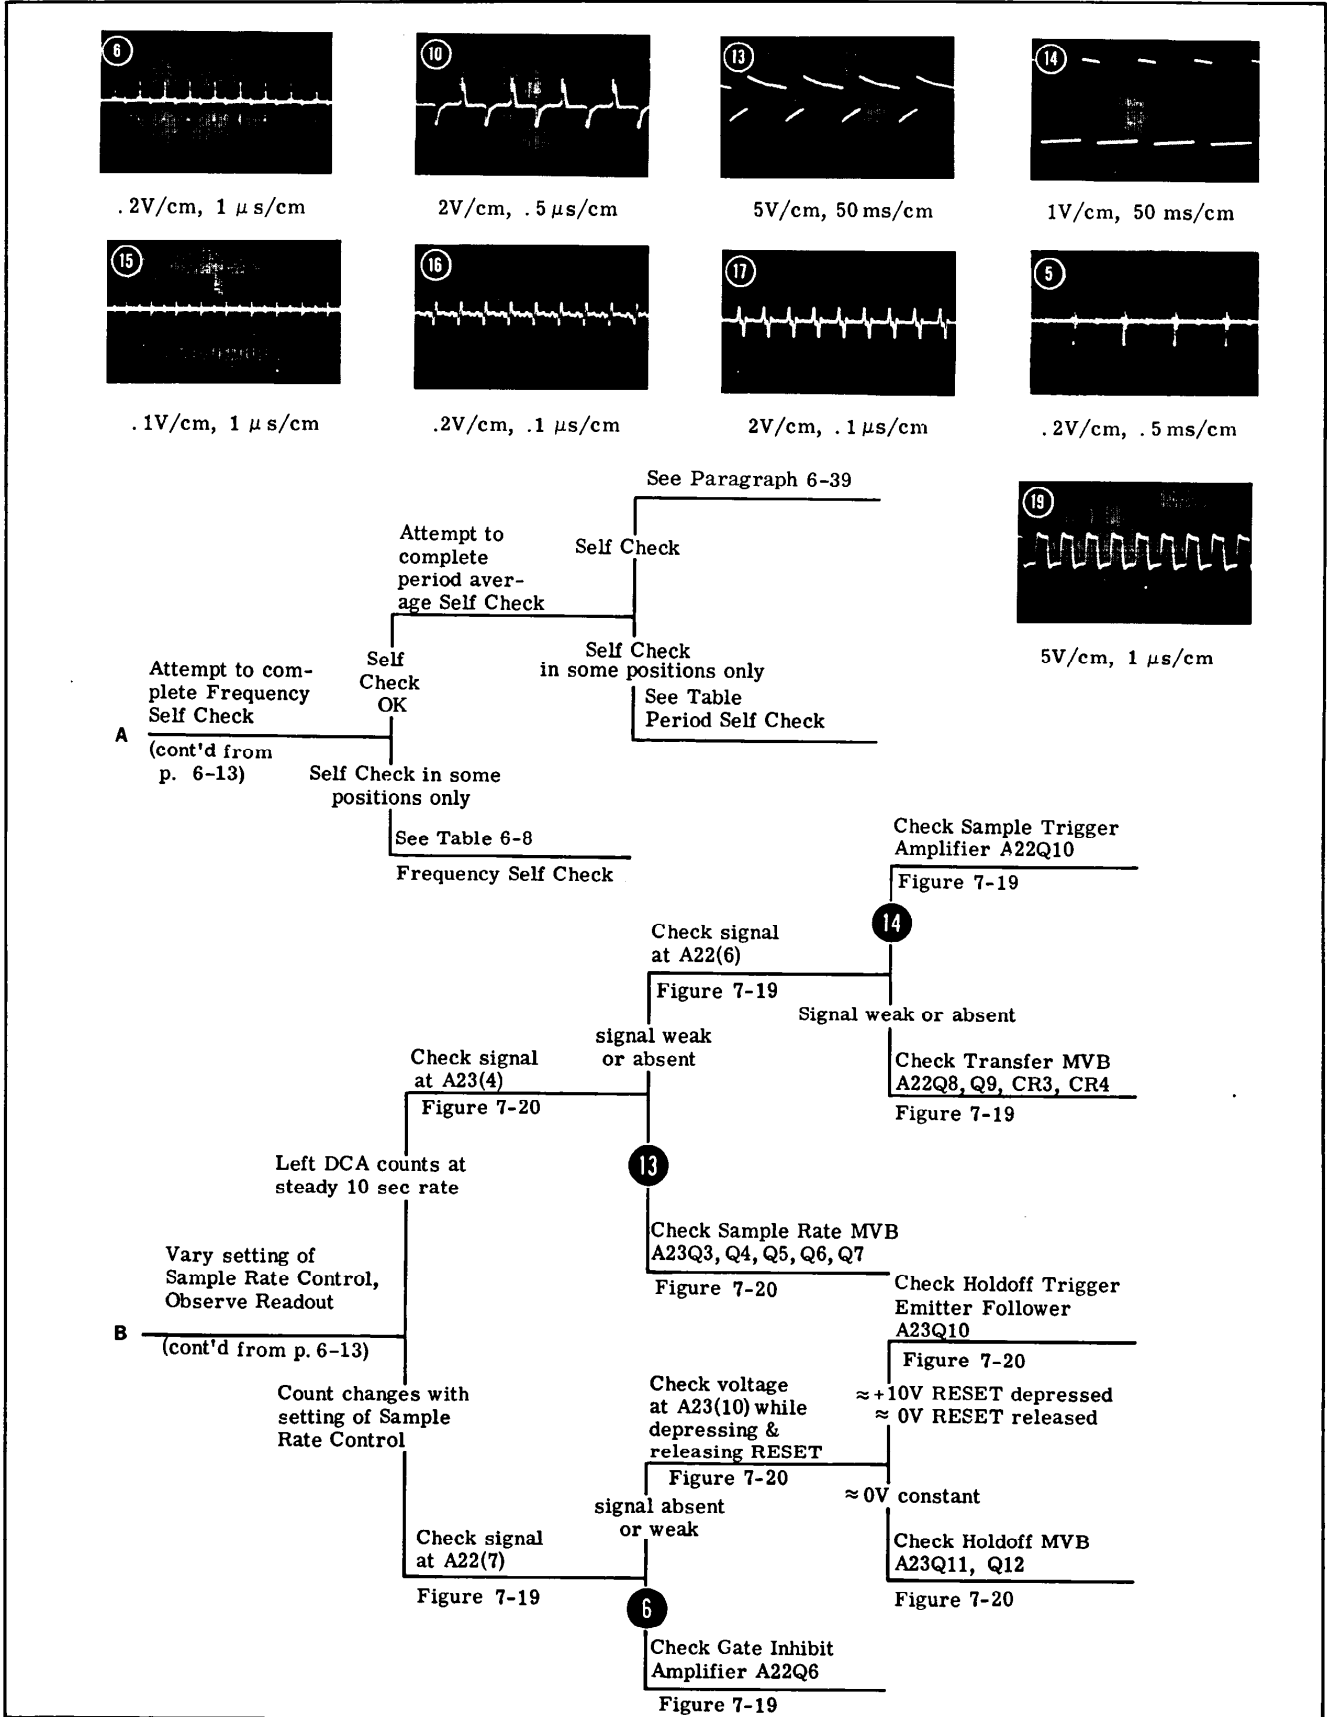 6
10
13
14
.2V/cm, 1 μs/cm
2V/cm, .5 μs/cm
5V/cm, 50 ms/cm
1V/cm, 50 ms/cm
15
16
17
5
.1V/cm, 1 μs/cm
.2V/cm, .1 μs/cm
2V/cm, .1 μs/cm
.2V/cm, .5 ms/cm
19
5V/cm, 1 μs/cm
See Paragraph 6-39
Attempt to
complete
period aver-
age Self Check
Self Check
Self Check
in some positions only
See Table
Period Self Check
Self
Check
OK
Attempt to com-
plete Frequency
Self Check
A
(cont'd from
p. 6-13)
Self Check in some
positions only
See Table 6-8
Frequency Self Check
Check Sample Trigger
Amplifier A22Q10
Figure 7-19
14
Check signal
at A22(6)
Figure 7-19
Signal weak or absent
signal weak
or absent
Check Transfer MVB
A22Q8, Q9, CR3, CR4
Figure 7-19
Check signal
at A23(4)
Figure 7-20
13
Left DCA counts at
steady 10 sec rate
Check Sample Rate MVB
A23Q3, Q4, Q5, Q6, Q7
Figure 7-20
Vary setting of
Sample Rate Control,
Observe Readout
B
(cont'd from p. 6-13)
Check Holdoff Trigger
Emitter Follower
A23Q10
Figure 7-20
Count changes with
setting of Sample
Rate Control
Check voltage
at A23(10) while
depressing &
releasing RESET
Figure 7-20
≈ +10V RESET depressed
≈ 0V RESET released
≈ 0V constant
signal absent
or weak
Check Holdoff MVB
A23Q11, Q12
Figure 7-20
Check signal
at A22(7)
Figure 7-19
6
Check Gate Inhibit
Amplifier A22Q6
Figure 7-19